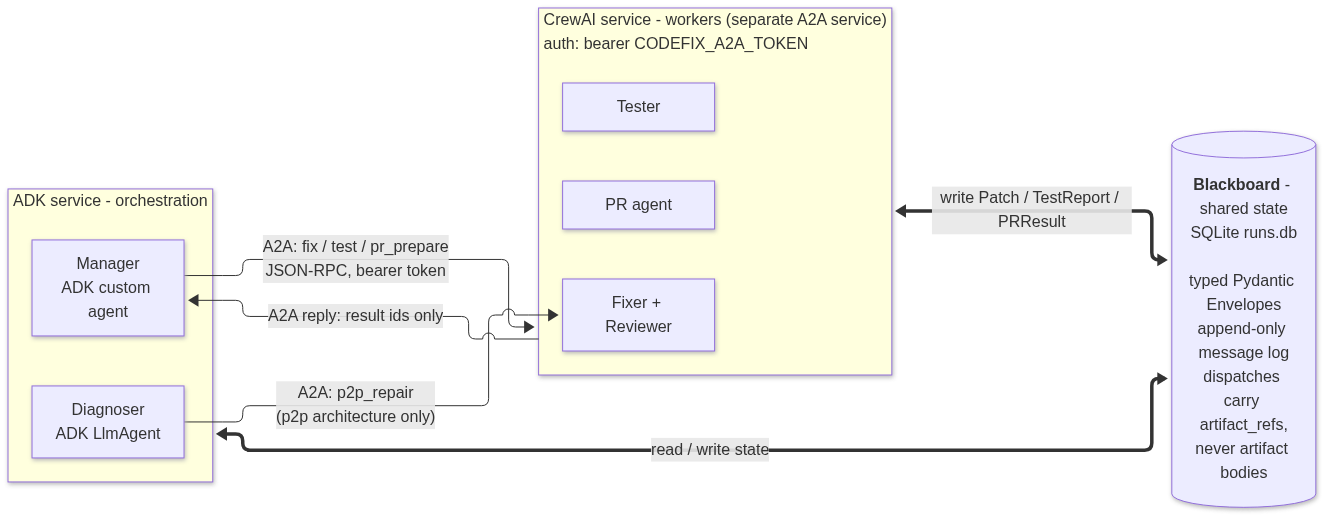 CrewAI service - workers (separate A2A service)
auth: bearer CODEFIX_A2A_TOKEN
Tester
PR agent
Fixer +
Reviewer
ADK service - orchestration
Manager
ADK custom
agent
Diagnoser
ADK LlmAgent
A2A: fix / test / pr_prepare
JSON-RPC, bearer token
A2A reply: result ids only
A2A: p2p_repair
(p2p architecture only)
write Patch / TestReport /
PRResult
read / write state
Blackboard -
shared state
SQLite runs.db
typed Pydantic
Envelopes
append-only
message log
dispatches
carry
artifact_refs,
never artifact
bodies